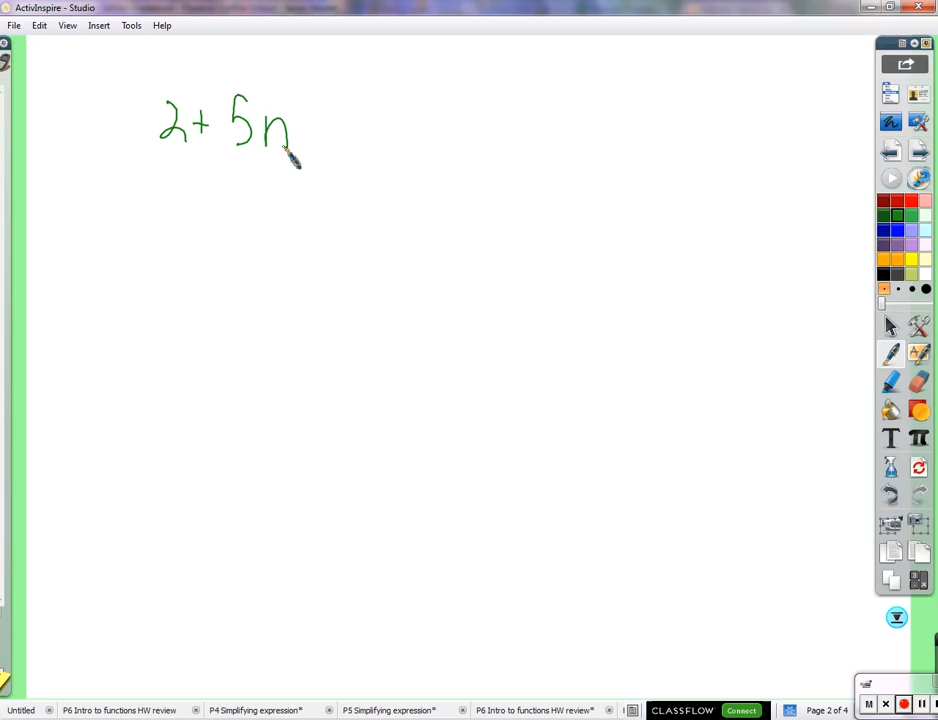 ActivInspire - Studio
File Edit View Insert Tools Help
2 + 5n
Untitled P6 Intro to functions HW review P4 Simplifying expression* P5 Simplifying expression* P6 Intro to functions HW review* CLASSFLOW Connect Page 2 of 4
M